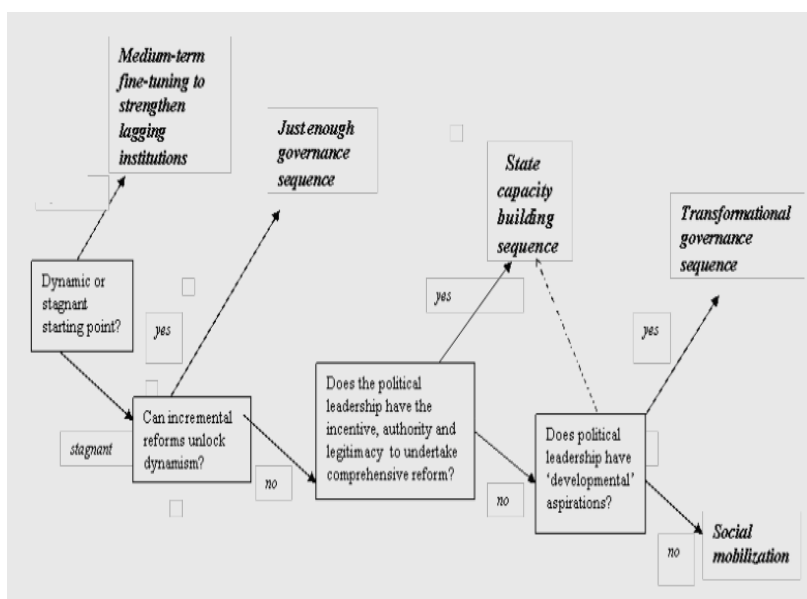 Medium-term
fine-tuning to
strengthen
lagging
institutions
Just enough
governance
sequence
State
capacity
building
sequence
Transformational
governance
sequence
Dynamic or
stagnant
starting point?
yes
yes
yes
Can incremental
reforms unlock
dynamism?
stagnant
no
Does the political
leadership have the
incentive, authority and
legitimacy to undertake
comprehensive reform?
no
Does political
leadership have
‘developmental’
aspirations?
no
Social
mobilization